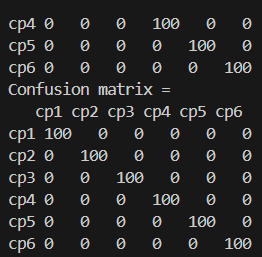 cp4 0 0 0 100 0 0
cp5 0 0 0 0 100 0
cp6 0 0 0 0 0 100
Confusion matrix =
cp1 cp2 cp3 cp4 cp5 cp6
cp1 100 0 0 0 0 0
cp2 0 100 0 0 0 0
cp3 0 0 100 0 0 0
cp4 0 0 0 100 0 0
cp5 0 0 0 0 100 0
cp6 0 0 0 0 0 100